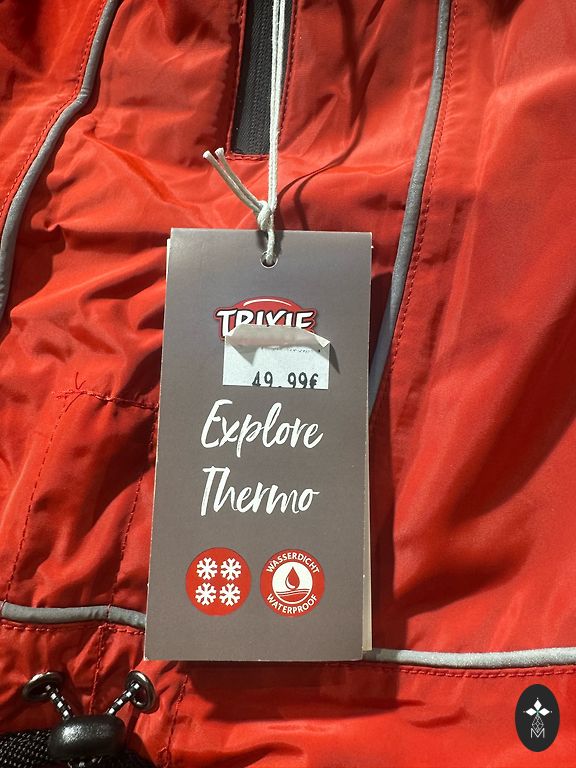 TRIXIE
49.99€
Explore
Thermo
WASSERDICHT
WATERPROOF
M